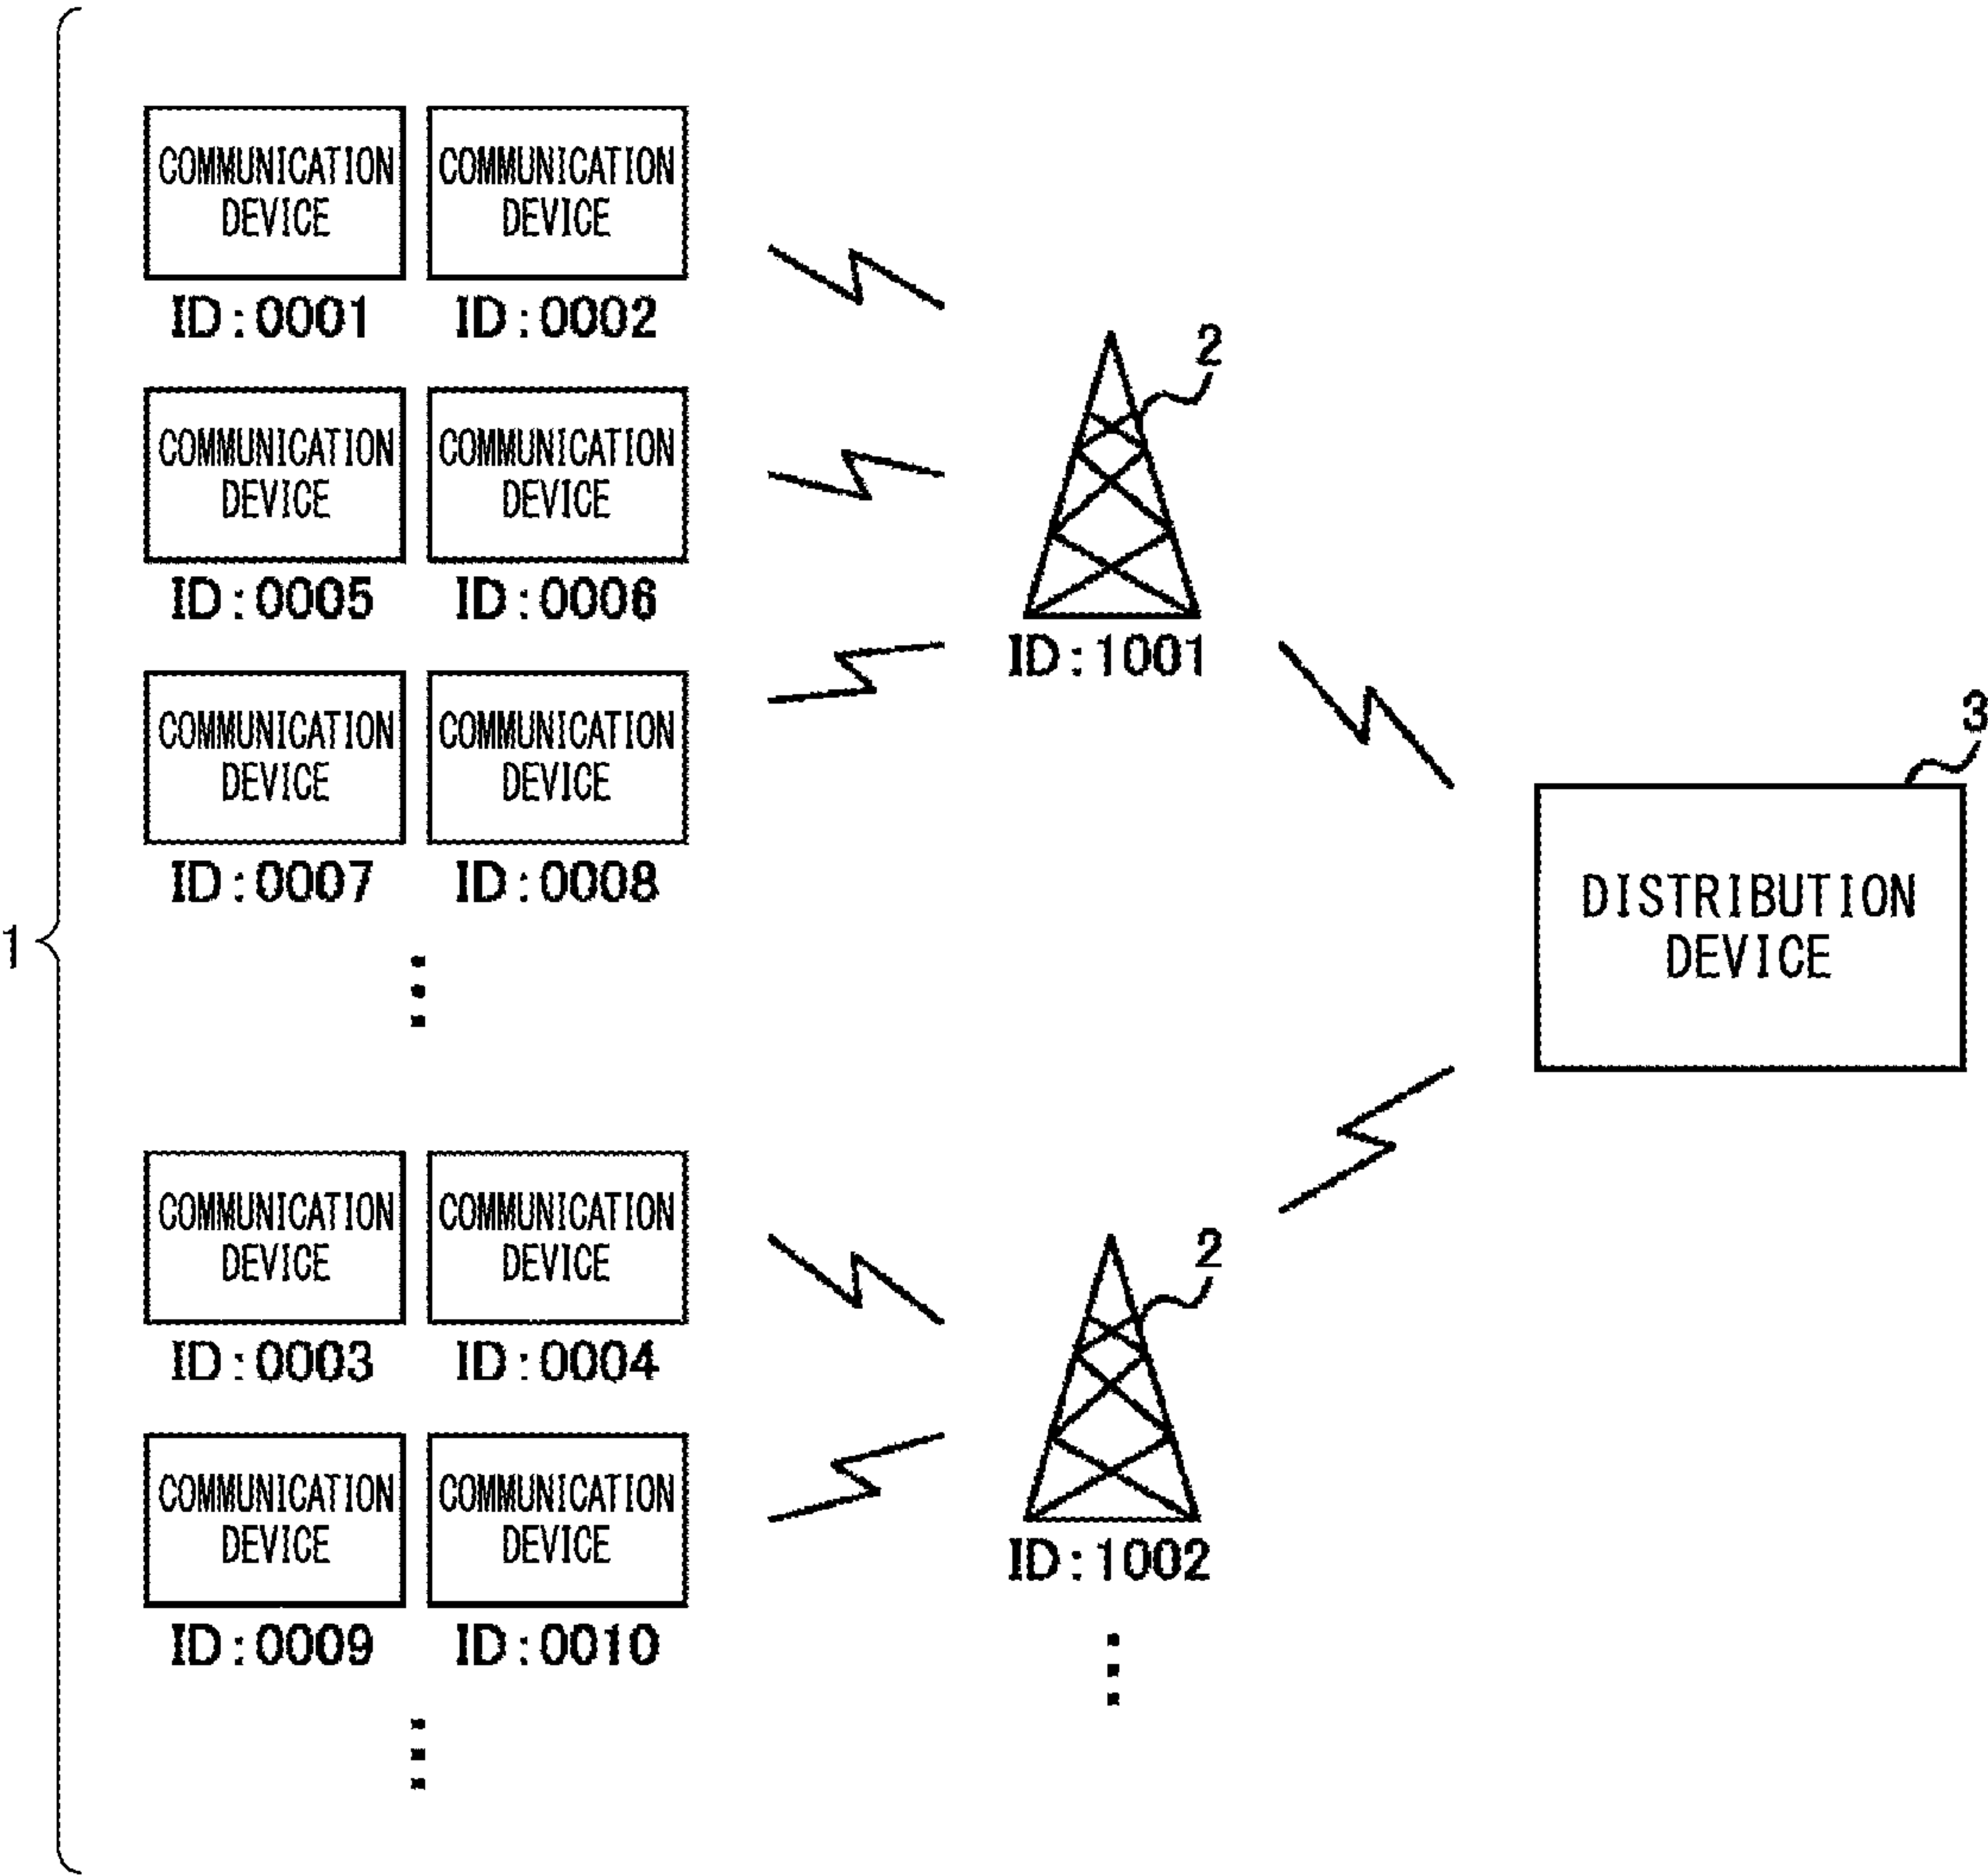 COMMUNICATION
DEVICE
COMMUNICATION
DEVICE
ID:0001
ID:0002
COMMUNICATION
DEVICE
COMMUNICATION
DEVICE
ID:0005
ID:0006
COMMUNICATION
DEVICE
COMMUNICATION
DEVICE
ID:0007
ID:0008
1
COMMUNICATION
DEVICE
COMMUNICATION
DEVICE
ID:0003
ID:0004
COMMUNICATION
DEVICE
COMMUNICATION
DEVICE
ID:0009
ID:0010
2
ID:1001
2
ID:1002
3
DISTRIBUTION
DEVICE